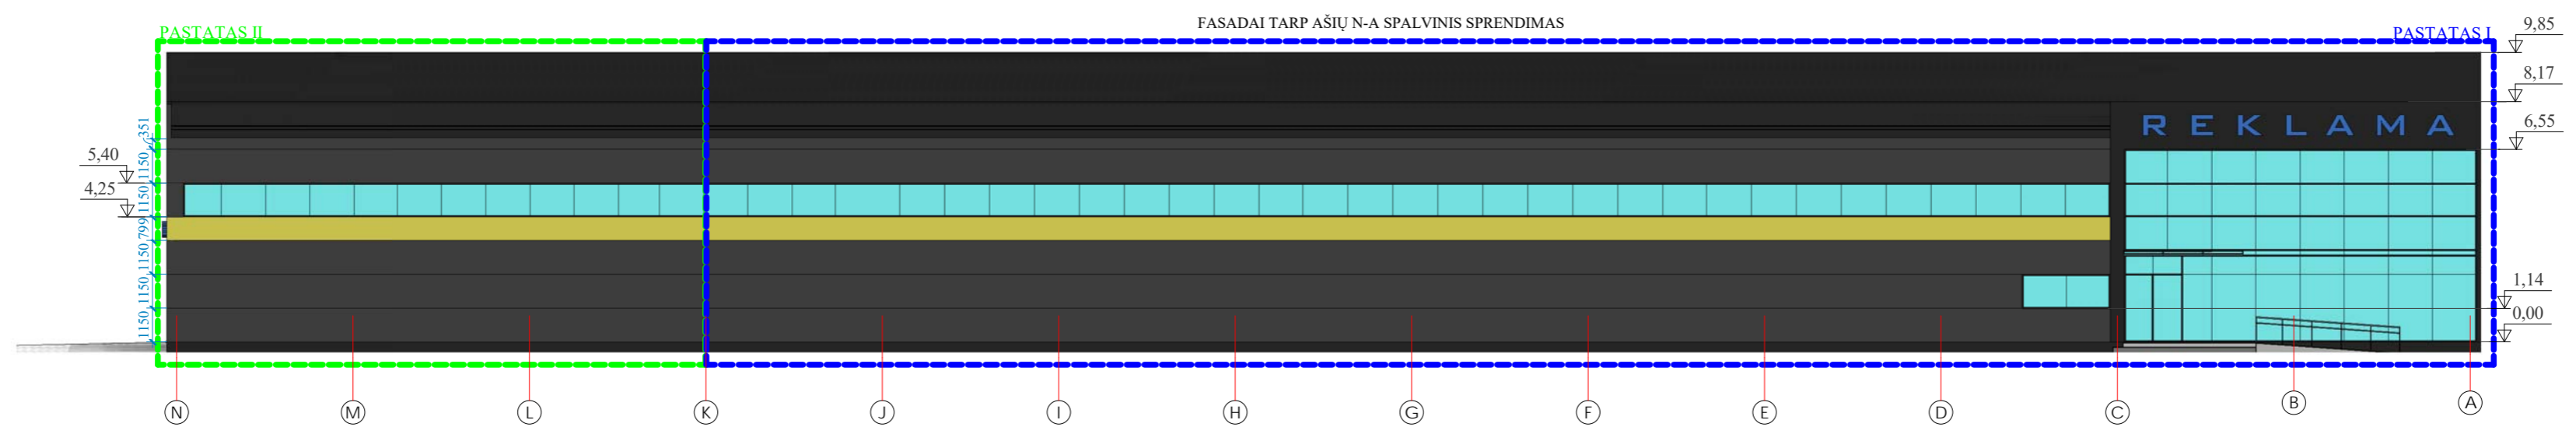 FASADAI TARP AŠIŲ N-A SPALVINIS SPRENDIMAS
PASTATAS II
PASTATAS I
9,85
8,17
6,55
REKLAMA
5,40
4,25
351
1150
1150
799
1150
1150
1150
1,14
0,00
N M L K J I H G F E D C B A